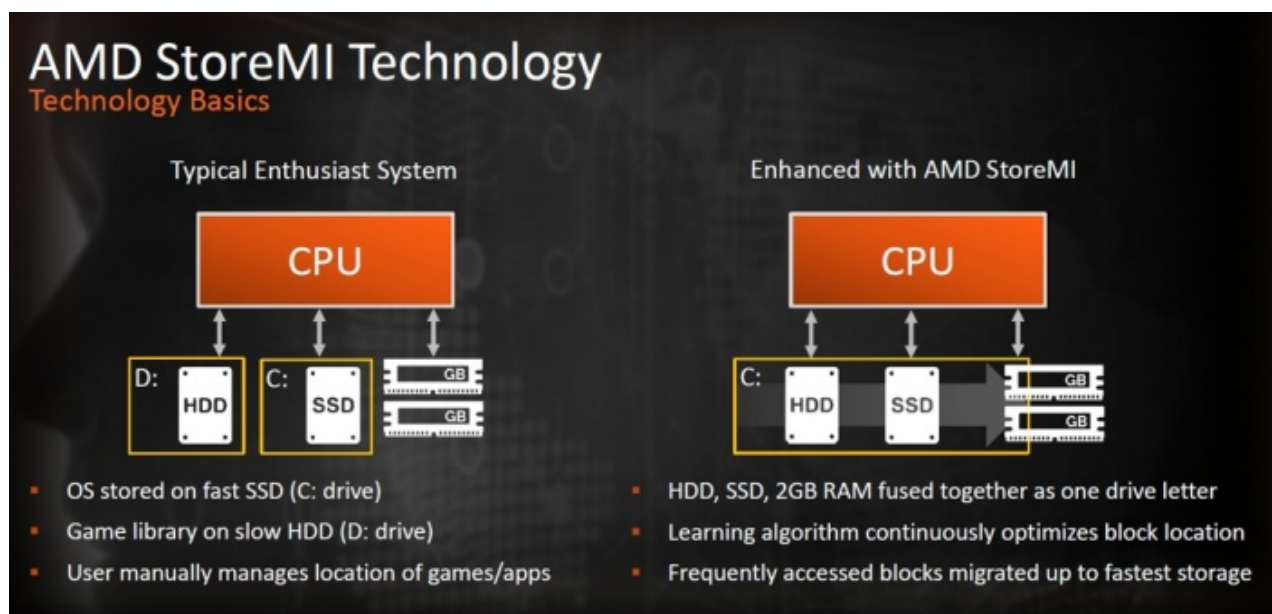 AMD StoreMI Technology
Technology Basics
Typical Enthusiast System
CPU
D:
HDD
C:
SSD
GB
GB
OS stored on fast SSD (C: drive)
Game library on slow HDD (D: drive)
User manually manages location of games/apps
Enhanced with AMD StoreMI
CPU
C:
HDD
SSD
GB
GB
HDD, SSD, 2GB RAM fused together as one drive letter
Learning algorithm continuously optimizes block location
Frequently accessed blocks migrated up to fastest storage